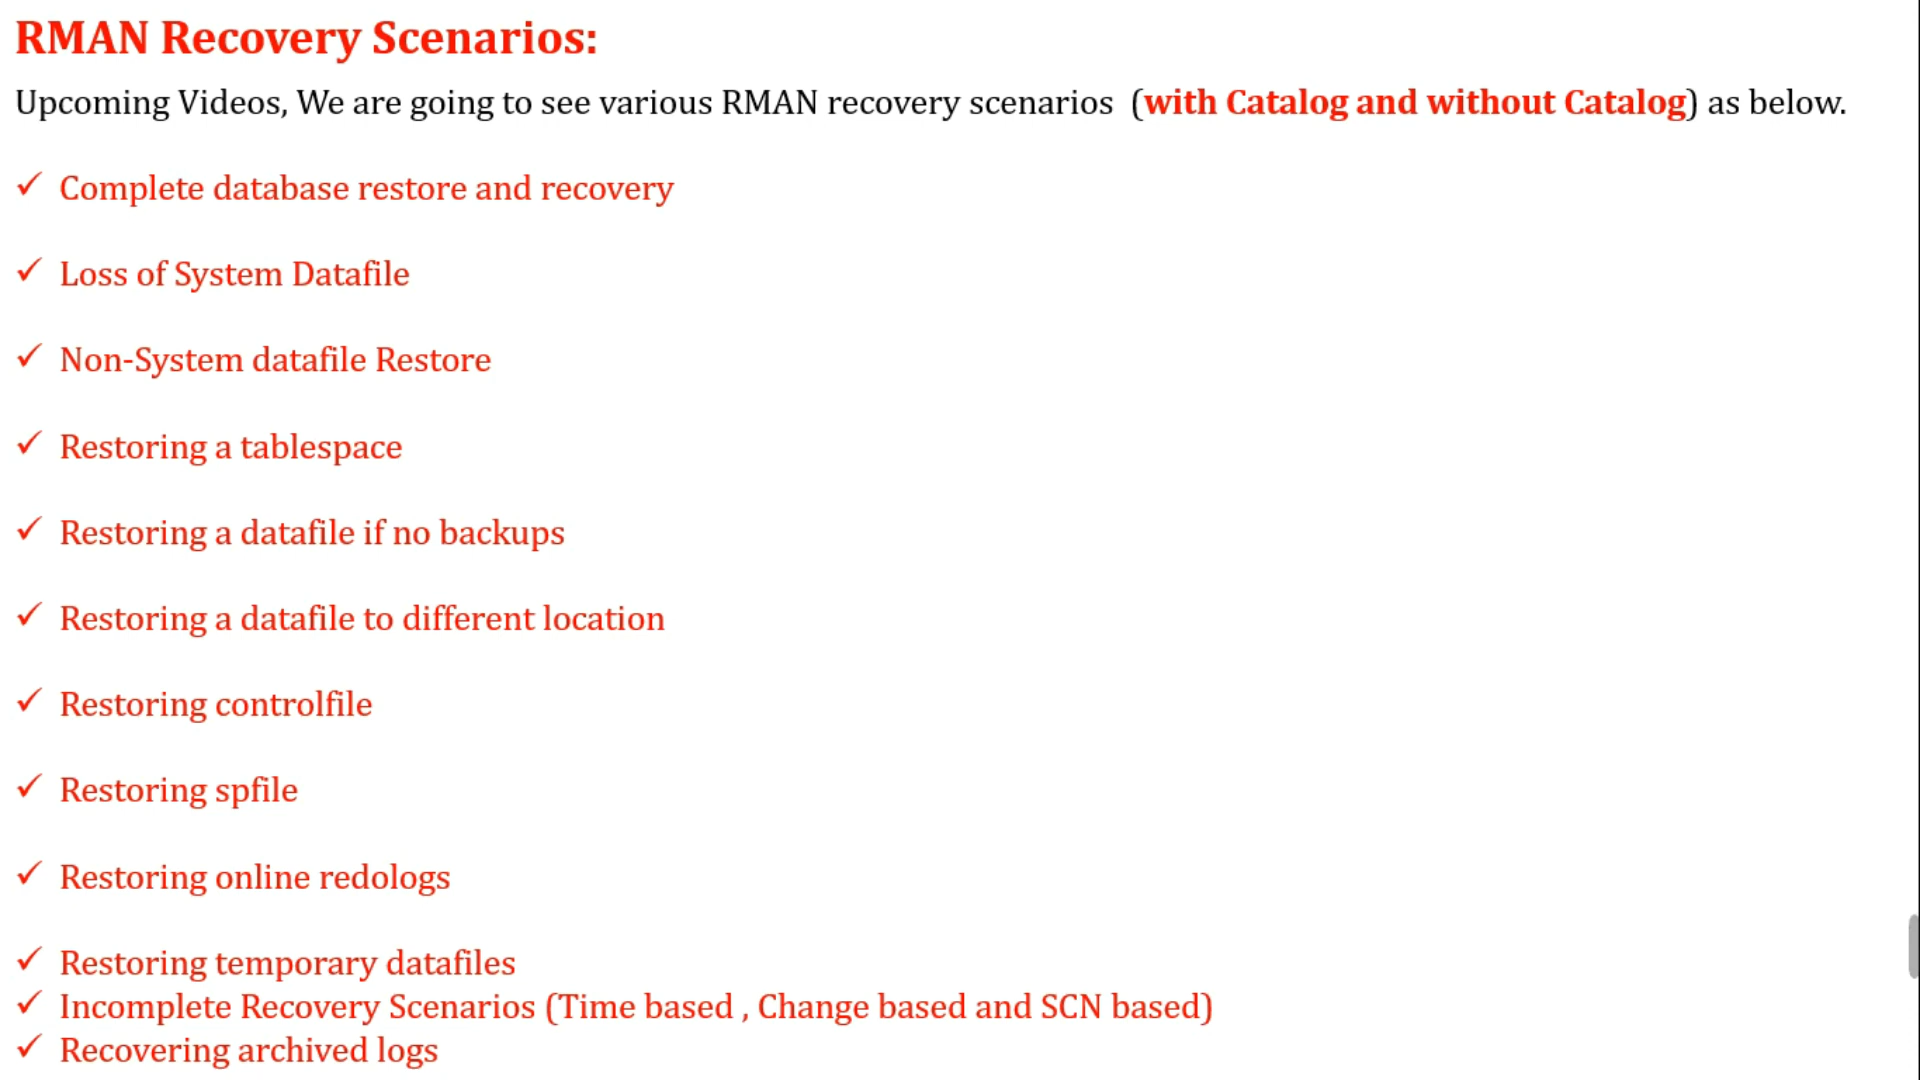 RMAN Recovery Scenarios:
Upcoming Videos, We are going to see various RMAN recovery scenarios (with Catalog and without Catalog) as below.
✓ Complete database restore and recovery
✓ Loss of System Datafile
✓ Non-System datafile Restore
✓ Restoring a tablespace
✓ Restoring a datafile if no backups
✓ Restoring a datafile to different location
✓ Restoring controlfile
✓ Restoring spfile
✓ Restoring online redologs
✓ Restoring temporary datafiles
✓ Incomplete Recovery Scenarios (Time based , Change based and SCN based)
✓ Recovering archived logs